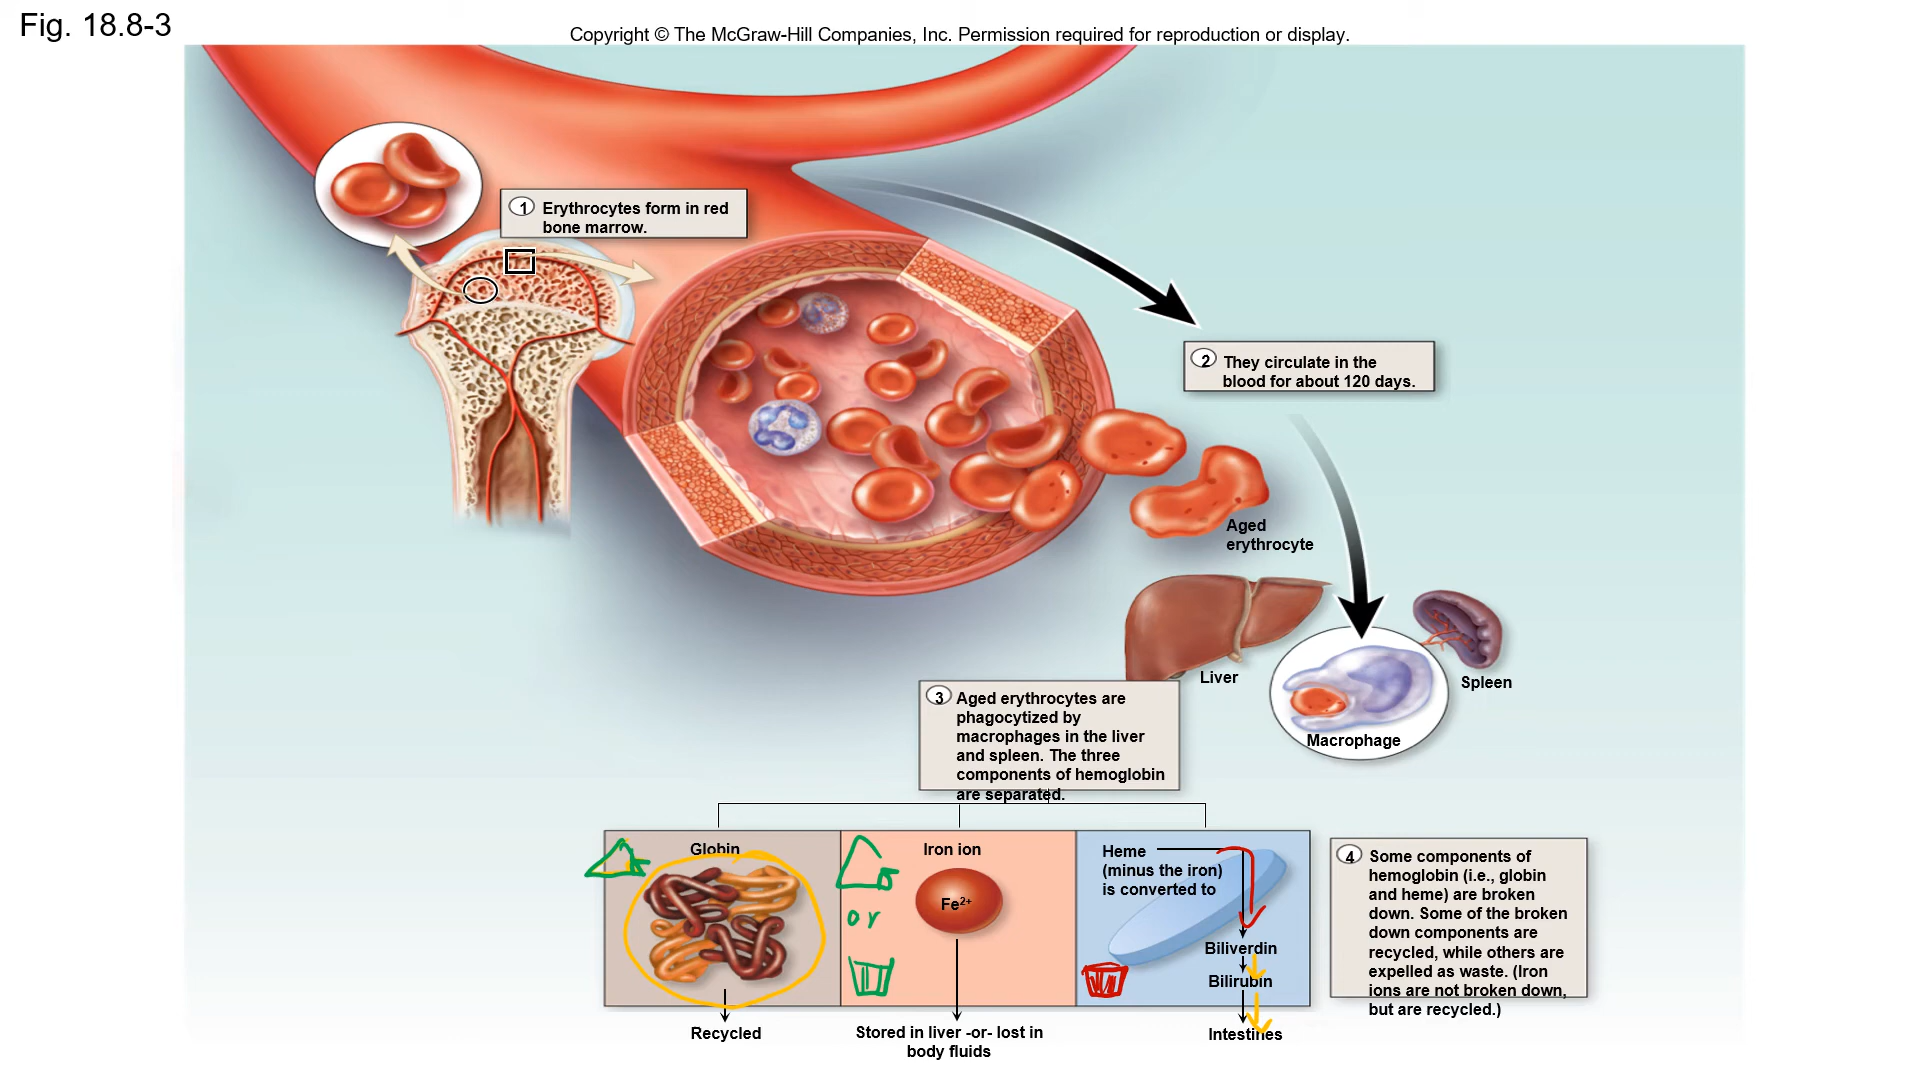 Fig. 18.8-3
Copyright © The McGraw-Hill Companies, Inc. Permission required for reproduction or display.
1 Erythrocytes form in red
bone marrow.
2 They circulate in the
blood for about 120 days.
Aged
erythrocyte
Liver
Spleen
Macrophage
3 Aged erythrocytes are
phagocytized by
macrophages in the liver
and spleen. The three
components of hemoglobin
are separated.
Globin
Recycled
Iron ion
Fe²⁺
or
Stored in liver -or- lost in
body fluids
Heme
(minus the iron)
is converted to
Biliverdin
Bilirubin
Intestines
4 Some components of
hemoglobin (i.e., globin
and heme) are broken
down. Some of the broken
down components are
recycled, while others are
expelled as waste. (Iron
ions are not broken down,
but are recycled.)